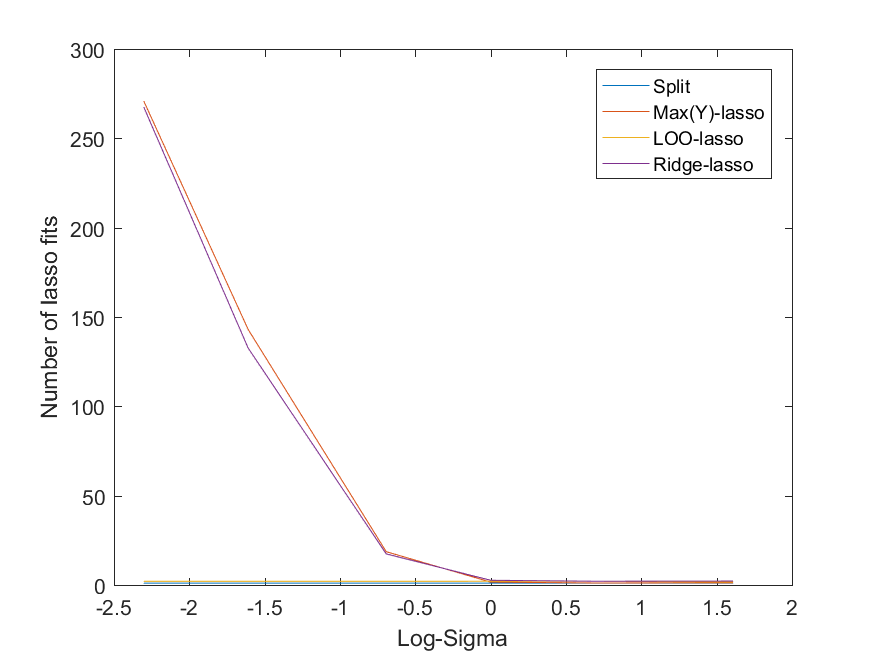 300
250
200
150
100
50
0
Number of lasso fits
-2.5 -2 -1.5 -1 -0.5 0 0.5 1 1.5 2
Log-Sigma
Split
Max(Y)-lasso
LOO-lasso
Ridge-lasso